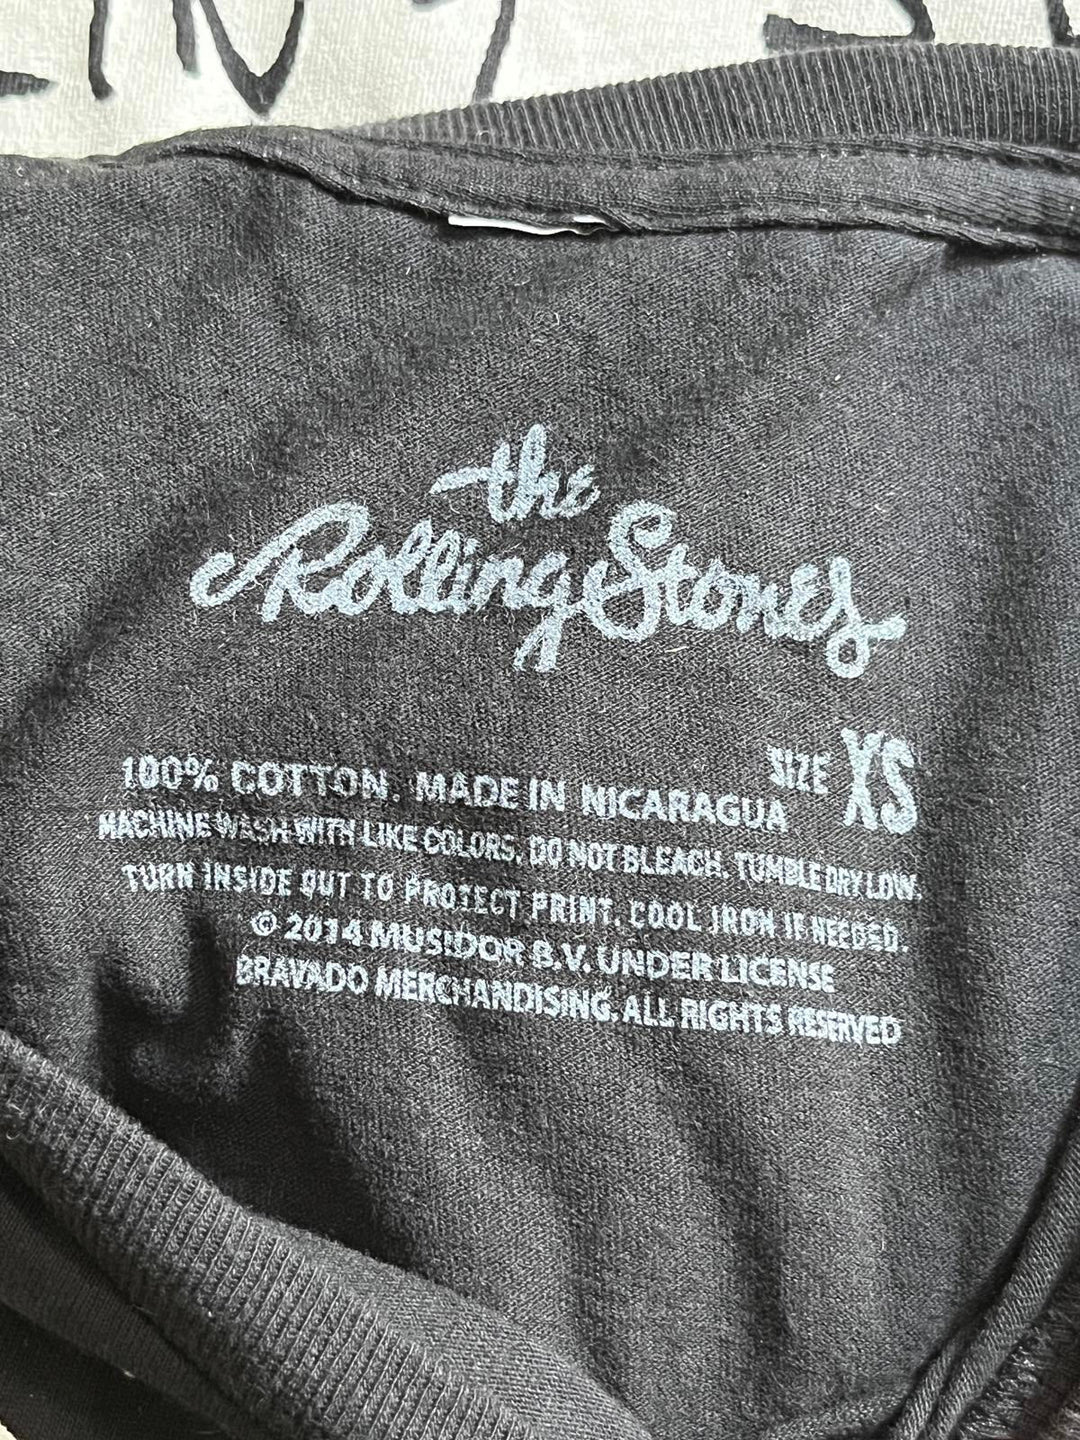 the
Rolling Stones
SIZE XS
100% COTTON. MADE IN NICARAGUA
MACHINE WASH WITH LIKE COLORS. DO NOT BLEACH. TUMBLE DRY LOW.
TURN INSIDE OUT TO PROTECT PRINT. COOL IRON IF NEEDED.
© 2014 MUSIDOR B.V. UNDER LICENSE
BRAVADO MERCHANDISING. ALL RIGHTS RESERVED